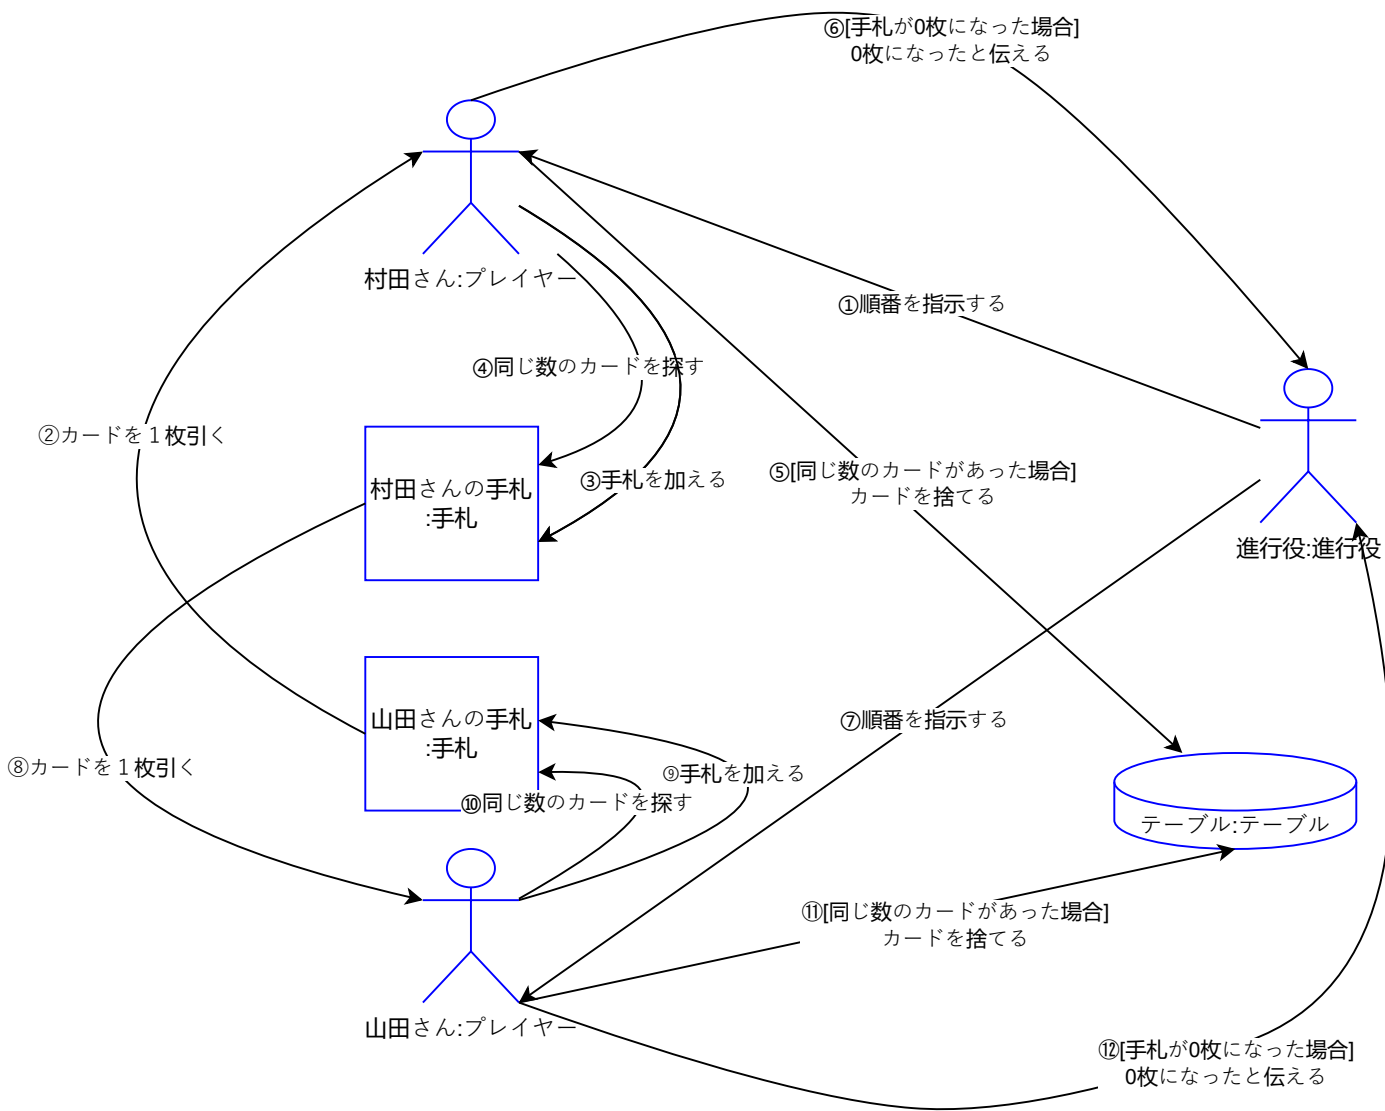 ⑥[手札が0枚になった場合]
0枚になったと伝える
村田さん:プレイヤー
①順番を指示する
④同じ数のカードを探す
②カードを１枚引く
③手札を加える
⑤[同じ数のカードがあった場合]
カードを捨てる
村田さんの手札
:手札
進行役:進行役
山田さんの手札
:手札
⑦順番を指示する
⑧カードを１枚引く
⑨手札を加える
⑩同じ数のカードを探す
テーブル:テーブル
⑪[同じ数のカードがあった場合]
カードを捨てる
山田さん:プレイヤー
⑫[手札が0枚になった場合]
0枚になったと伝える